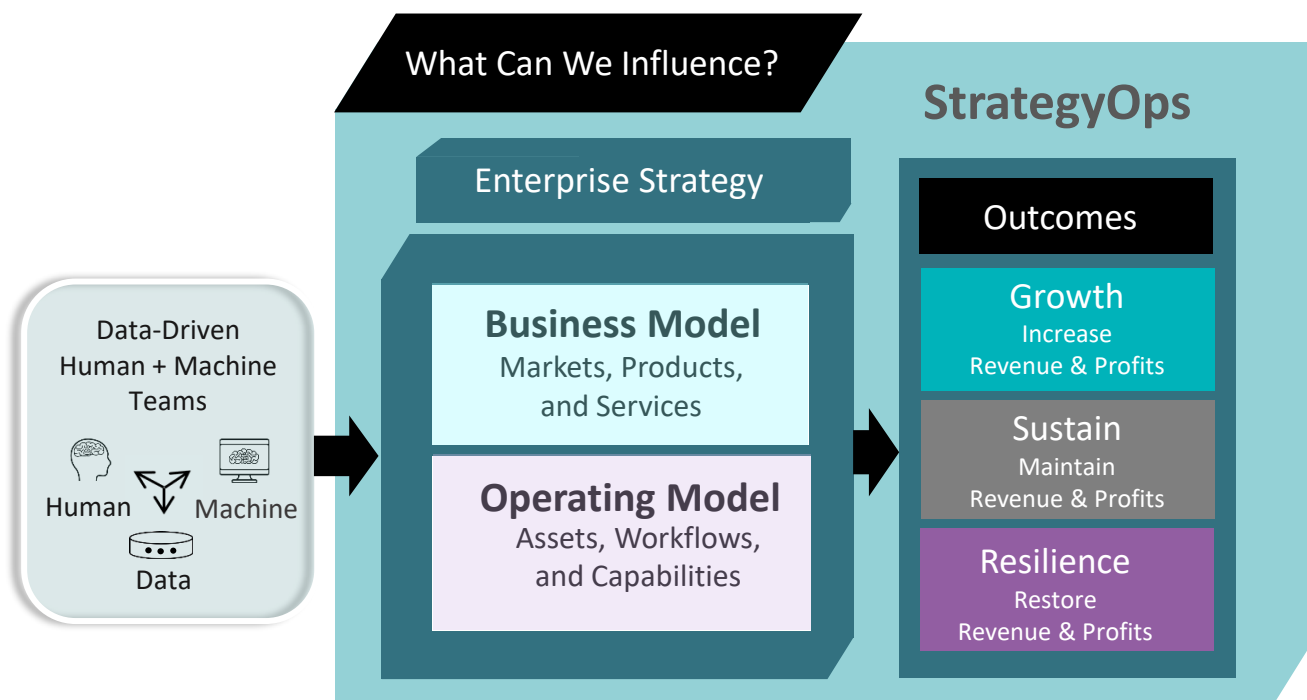 What Can We Influence?
StrategyOps
Enterprise Strategy
Data-Driven
Human + Machine
Teams
Human
Machine
Data
Business Model
Markets, Products,
and Services
Operating Model
Assets, Workflows,
and Capabilities
Outcomes
Growth
Increase
Revenue & Profits
Sustain
Maintain
Revenue & Profits
Resilience
Restore
Revenue & Profits